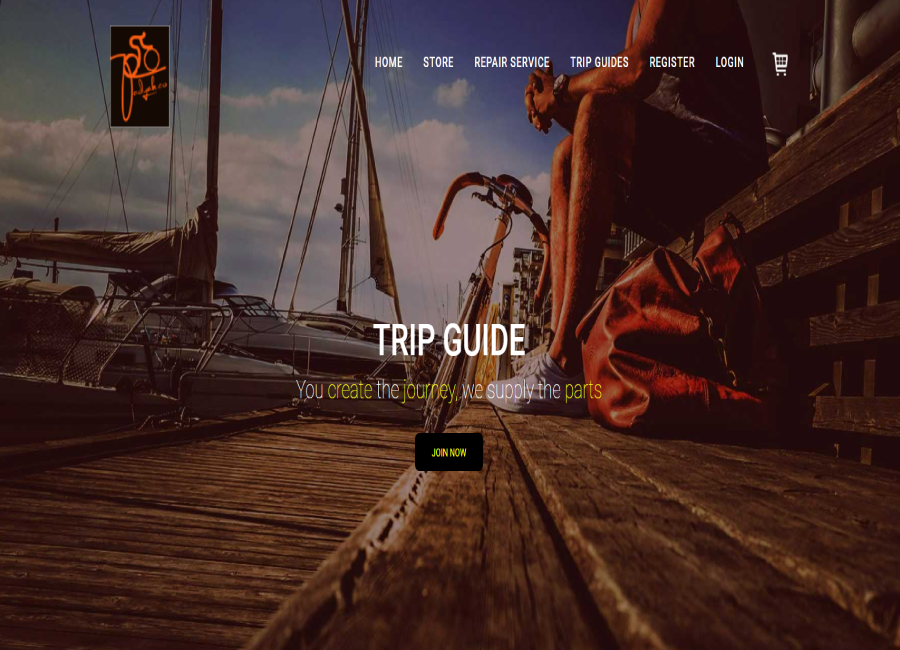 HOME STORE REPAIR SERVICE TRIP GUIDES REGISTER LOGIN
TRIP GUIDE
You create the journey, we supply the parts
JOIN NOW